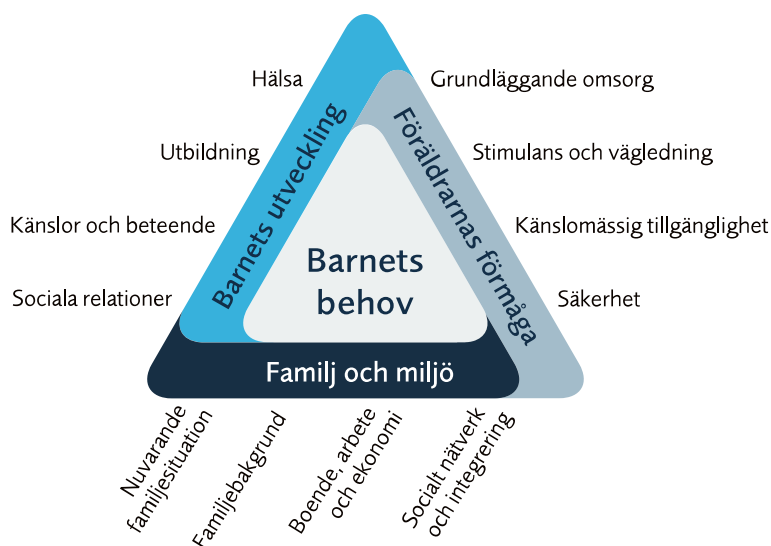 Hälsa
Utbildning
Känslor och beteende
Sociala relationer
Barnets utveckling
Grundläggande omsorg
Stimulans och vägledning
Känslomässig tillgänglighet
Säkerhet
Föräldrarnas förmåga
Barnets
behov
Familj och miljö
Nuvarande
familjesituation
Familjebakgrund
Boende, arbete
och ekonomi
Socialt nätverk
och integrering